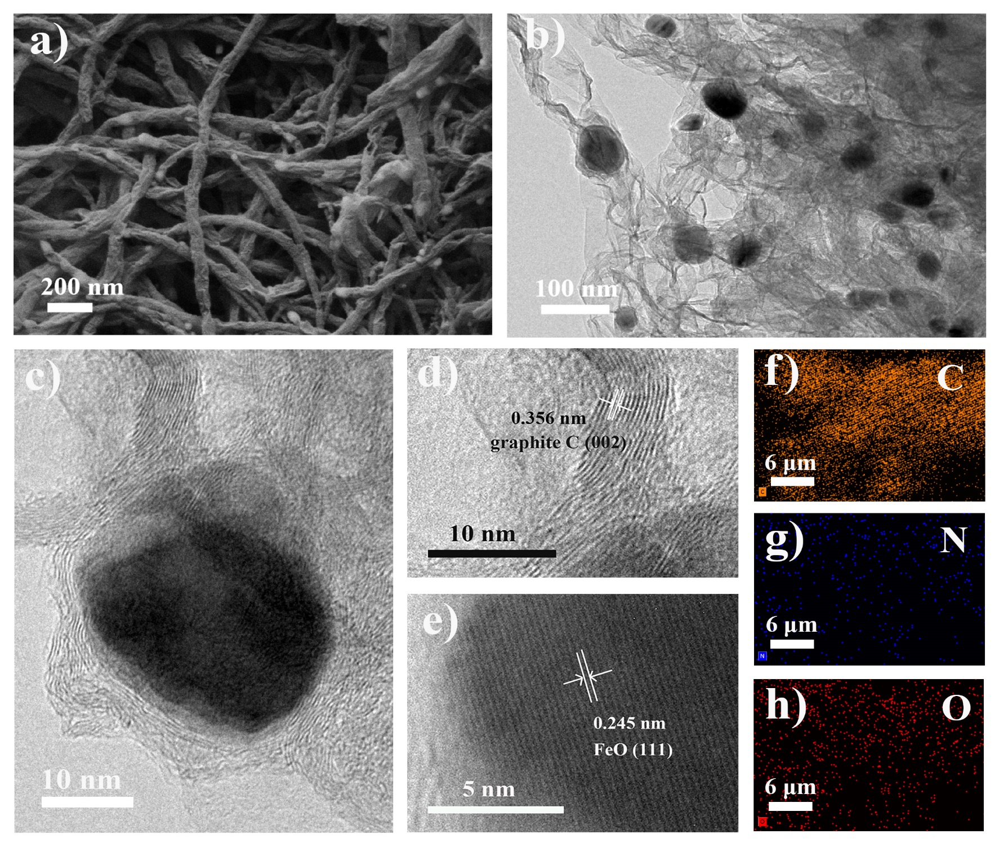 a)
200 nm
b)
100 nm
c)
10 nm
d)
0.356 nm
graphite C (002)
10 nm
e)
0.245 nm
FeO (111)
5 nm
f)
C
6 μm
C
g)
N
6 μm
N
h)
O
6 μm
O